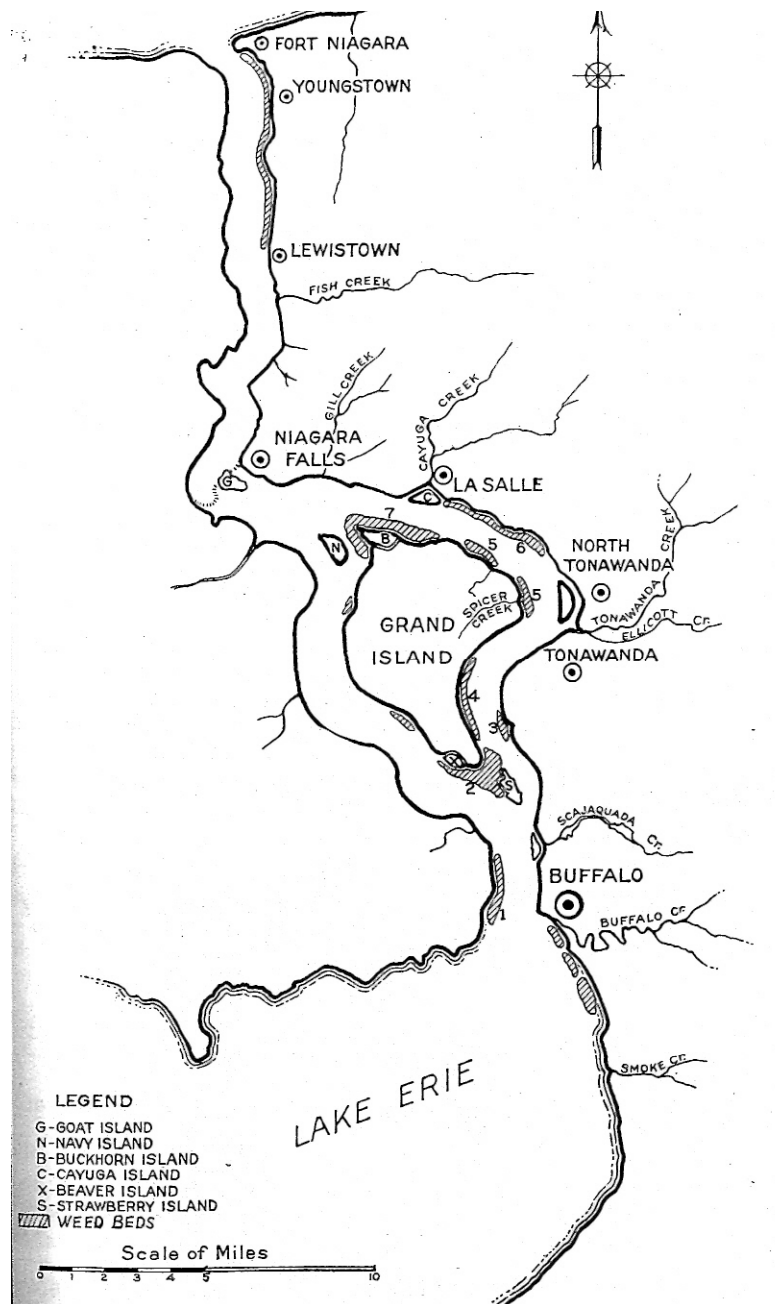 FORT NIAGARA
YOUNGSTOWN
LEWISTOWN
FISH CREEK
GILL CREEK
CAYUGA CREEK
NIAGARA
FALLS
G
LA SALLE
C
7
N
B
5
6
NORTH
TONAWANDA
5
SPICER
CREEK
TONAWANDA CREEK
ELLICOTT Cr.
GRAND
ISLAND
TONAWANDA
4
3
X
2
S
SCAJAQUADA Cr.
BUFFALO
BUFFALO Cr.
1
SMOKE Cr.
LAKE ERIE
LEGEND
G-GOAT ISLAND
N-NAVY ISLAND
B-BUCKHORN ISLAND
C-CAYUGA ISLAND
X-BEAVER ISLAND
S-STRAWBERRY ISLAND
WEED BEDS
Scale of Miles
0 1 2 3 4 5 10